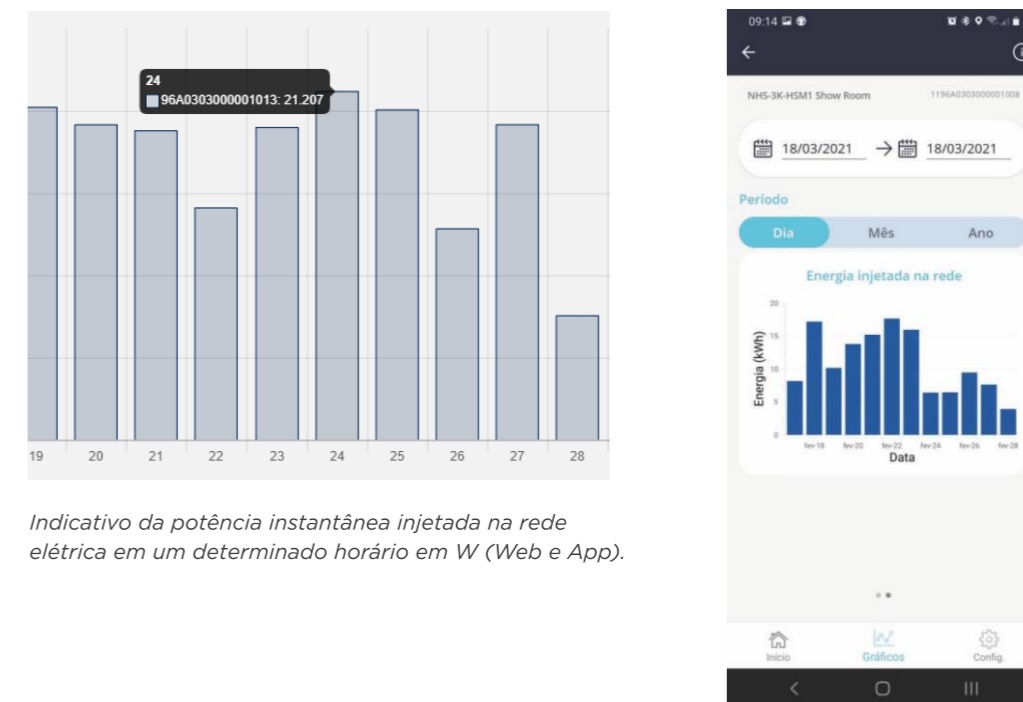 24
96A0303000001013: 21.207
19 20 21 22 23 24 25 26 27 28
Indicativo da potência instantânea injetada na rede
elétrica em um determinado horário em W (Web e App).
09:14
NHS-3K-HSM1 Show Room 1196A0303000001008
18/03/2021 → 18/03/2021
Período
Dia Mês Ano
Energia injetada na rede
Energia (kWh)
20
15
10
5
0
fev-18 fev-20 fev-22 fev-24 fev-26 fev-28
Data
Início Gráficos Config.